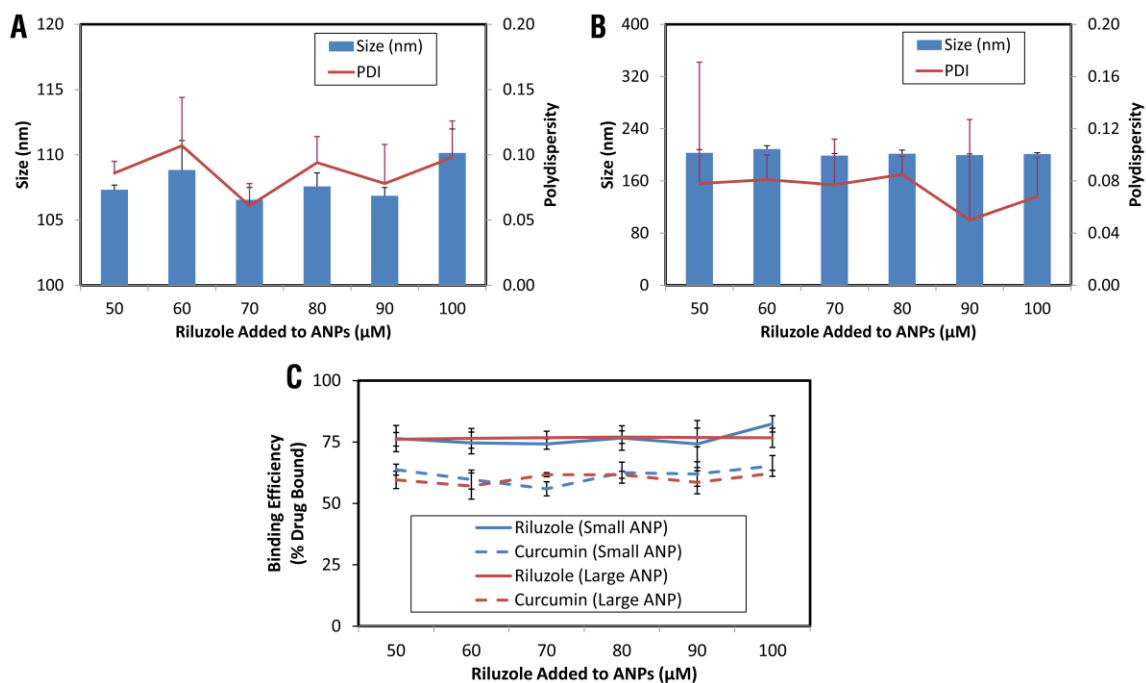 A
120
115
110
105
100
Size (nm)
0.20
0.15
0.10
0.05
0.00
Polydispersity
Size (nm)
PDI
50 60 70 80 90 100
Riluzole Added to ANPs (µM)
B
400
320
240
160
80
0
Size (nm)
0.20
0.16
0.12
0.08
0.04
0.00
Polydispersity
Size (nm)
PDI
50 60 70 80 90 100
Riluzole Added to ANPs (µM)
C
100
75
50
25
0
Binding Efficiency
(% Drug Bound)
Riluzole (Small ANP)
Curcumin (Small ANP)
Riluzole (Large ANP)
Curcumin (Large ANP)
50 60 70 80 90 100
Riluzole Added to ANPs (µM)